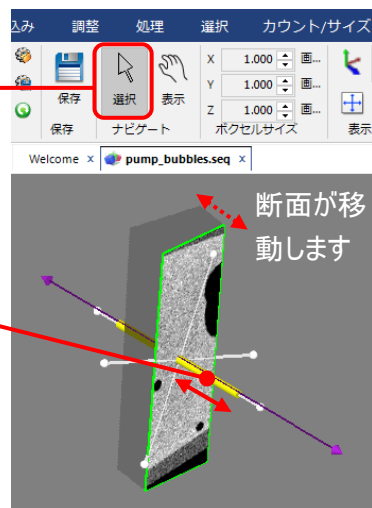 込み 調整 処理 選択 カウント/サイズ
X 1.000 画...
Y 1.000 画...
Z 1.000 画...
保存 選択 表示
保存 ナビゲート ボクセルサイズ 表示
Welcome x pump_bubbles.seq x
断面が移
動します